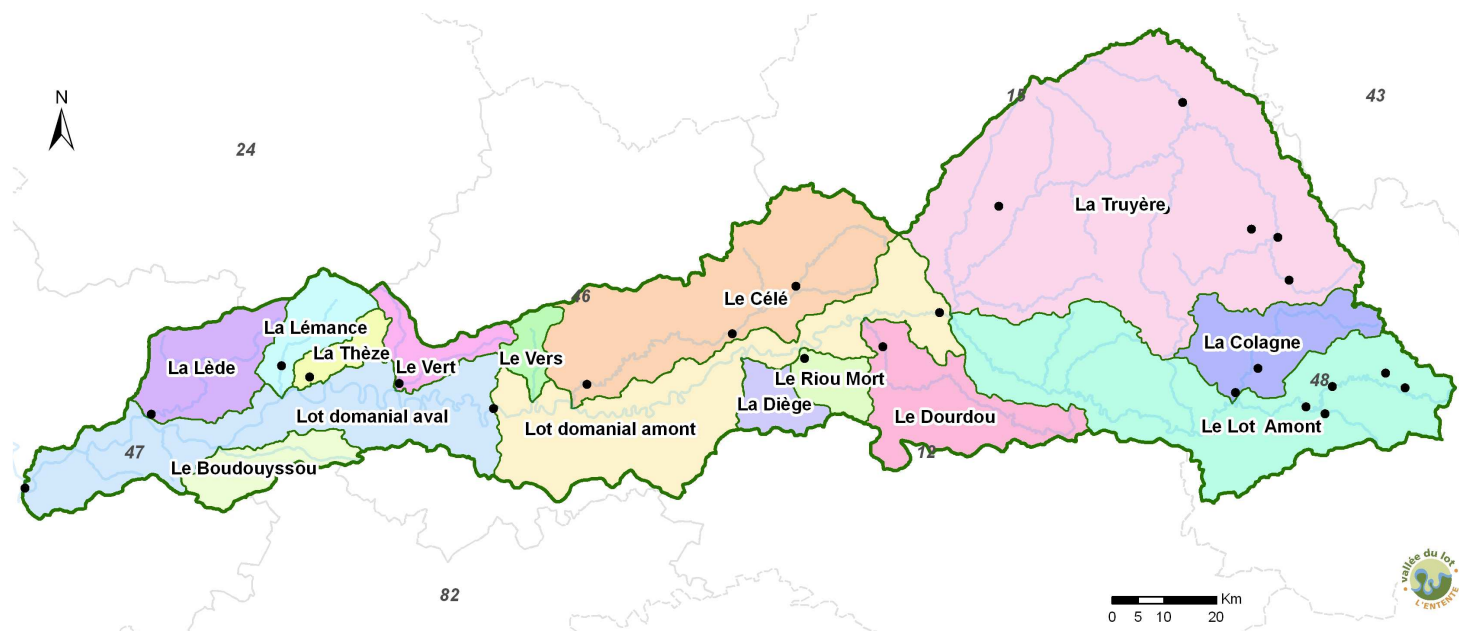 N
15
43
24
La Truyère
46
Le Célé
La Lémance
La Colagne
La Thèze
Le Vers
La Lède
Le Vert
Le Riou Mort
48
La Diège
Lot domanial aval
Le Dourdou
Le Lot Amont
Lot domanial amont
47
12
Le Boudouyssou
vallée du lot
L'ENTENTE
82
Km
0 5 10 20